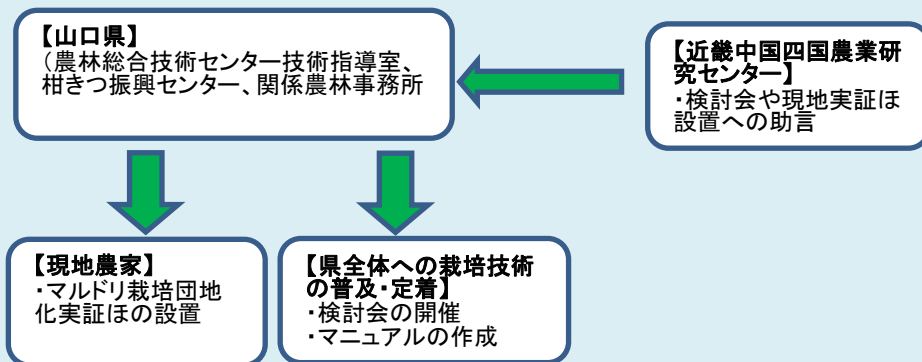 【山口県】
（農林総合技術センター技術指導室、
柑きつ振興センター、関係農林事務所
【近畿中国四国農業研
究センター】
・検討会や現地実証ほ
設置への助言
【現地農家】
・マルドリ栽培団地
化実証ほの設置
【県全体への栽培技術
の普及・定着】
・検討会の開催
・マニュアルの作成